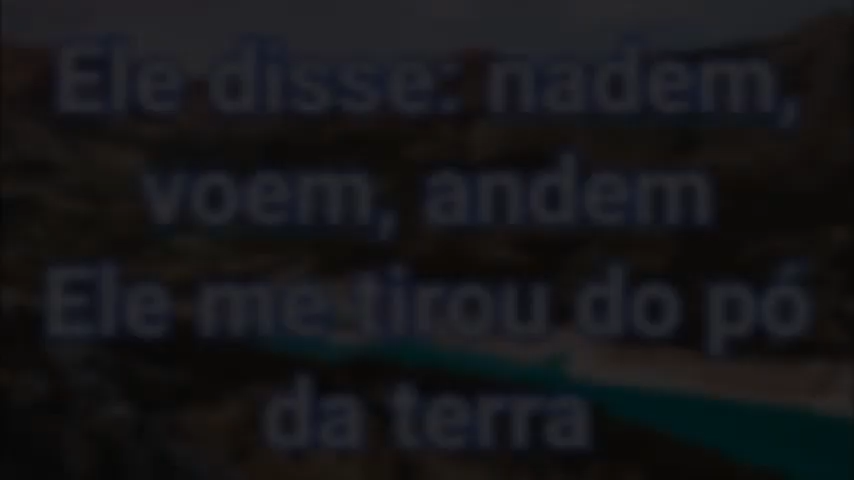 Ele disse: nadem,
voem, andem
Ele me tirou do pó
da terra